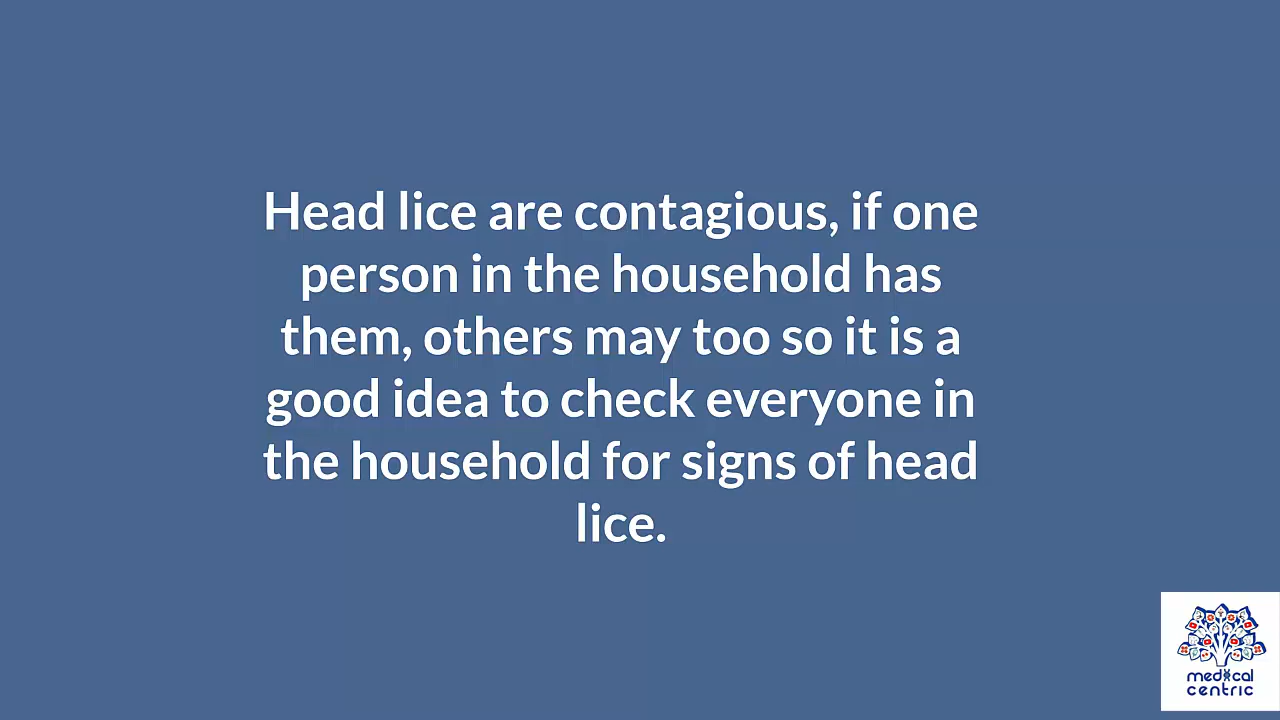 Head lice are contagious, if one
person in the household has
them, others may too so it is a
good idea to check everyone in
the household for signs of head
lice.
medical
centric